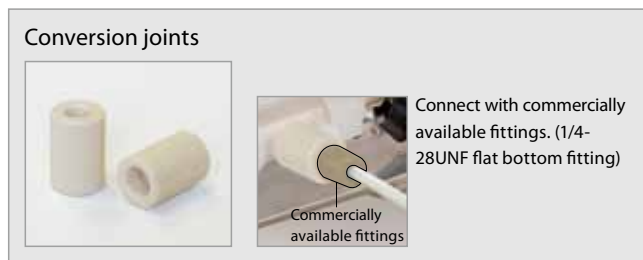 Conversion joints
Connect with commercially
available fittings. (1/4-
28UNF flat bottom fitting)
Commercially
available fittings